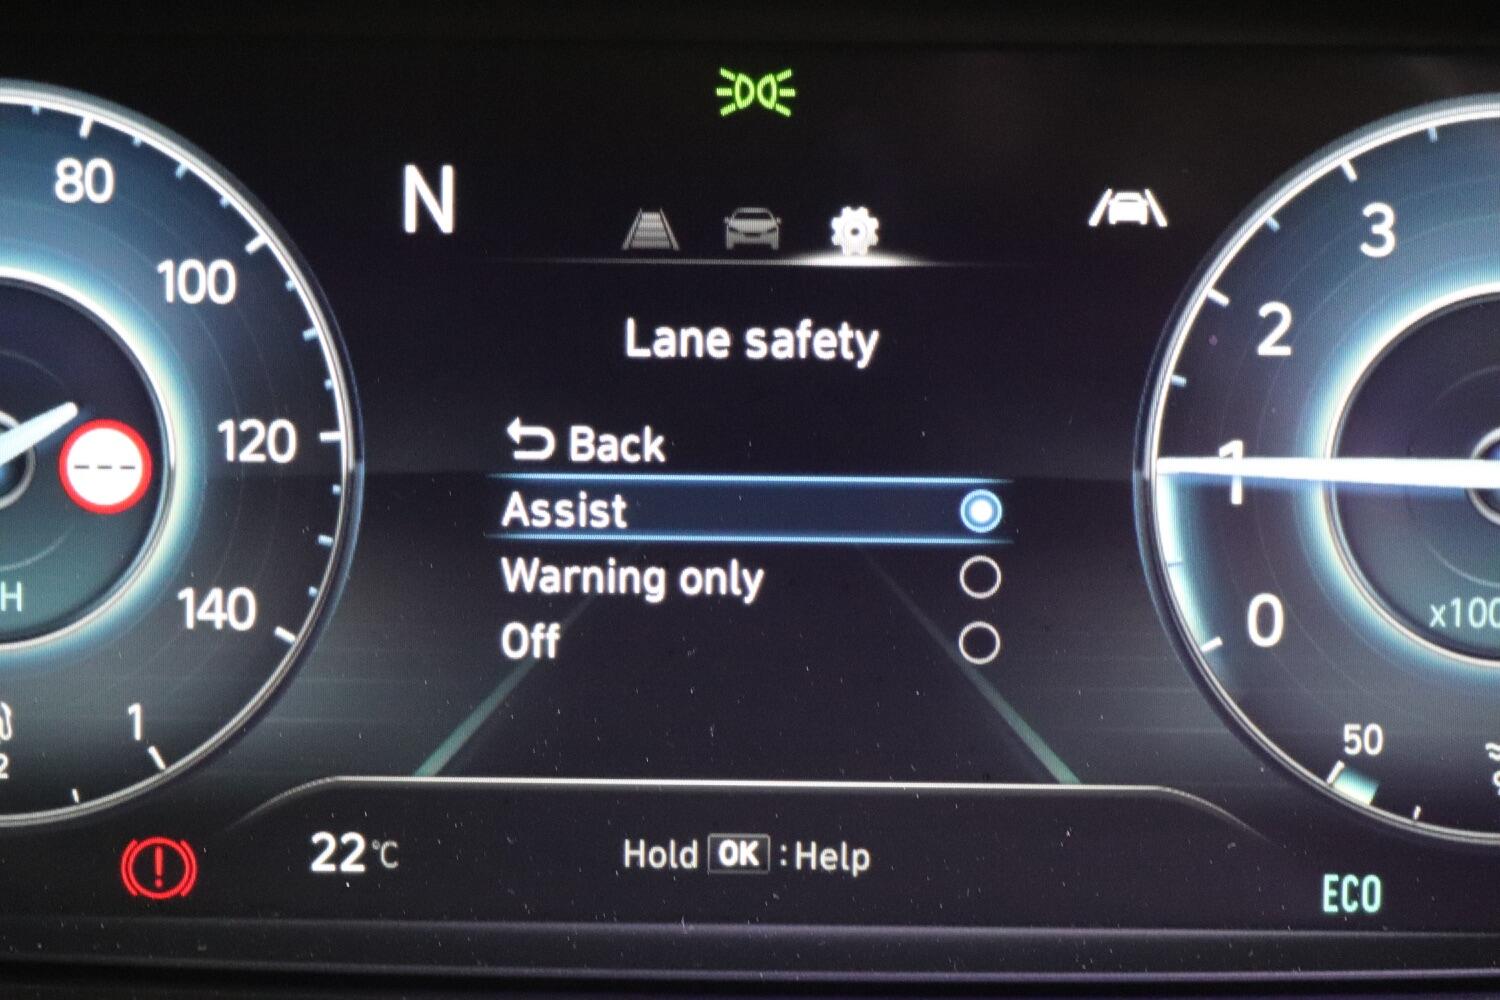 N
80
100
120
140
1
H
2
Lane safety
Back
Assist
Warning only
Off
3
2
1
0
x100
50
22 °C
Hold OK : Help
ECO